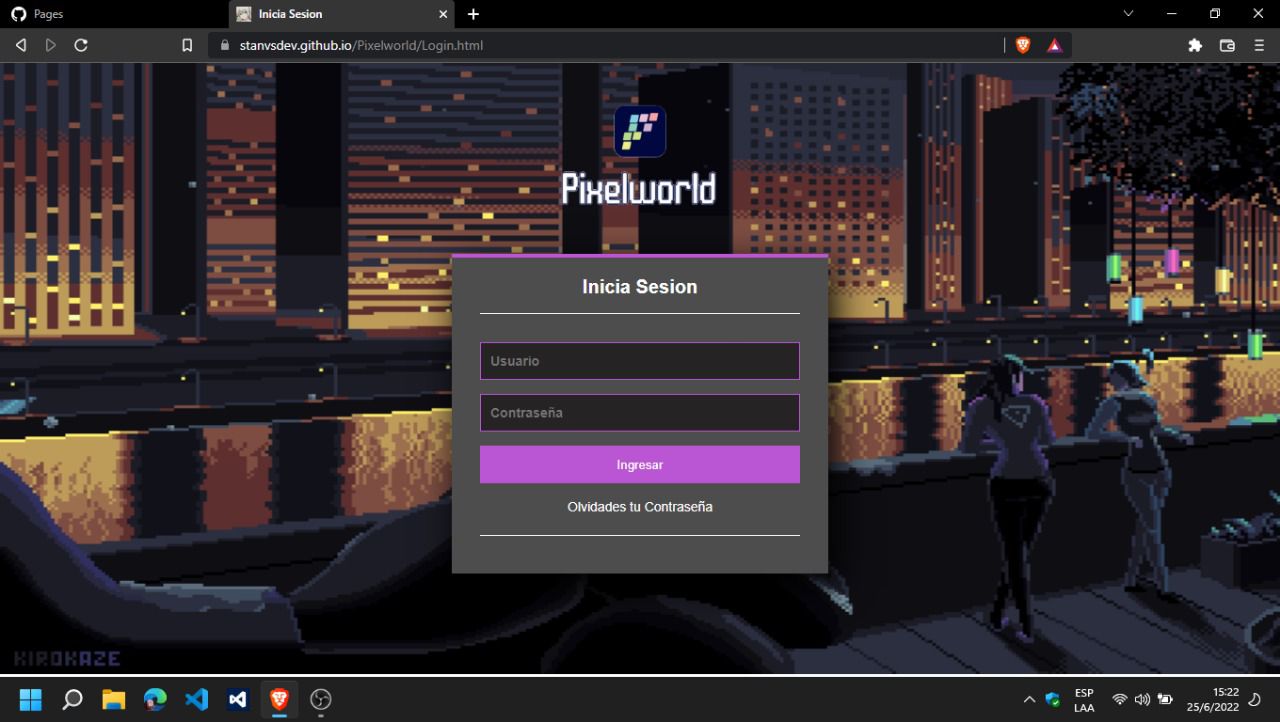 Pages
Inicia Sesion
stanvsdev.github.io/Pixelworld/Login.html
Pixelworld
Inicia Sesion
Usuario
Contraseña
Ingresar
Olvidades tu Contraseña
KIROKAZE
ESP
LAA
15:22
25/6/2022